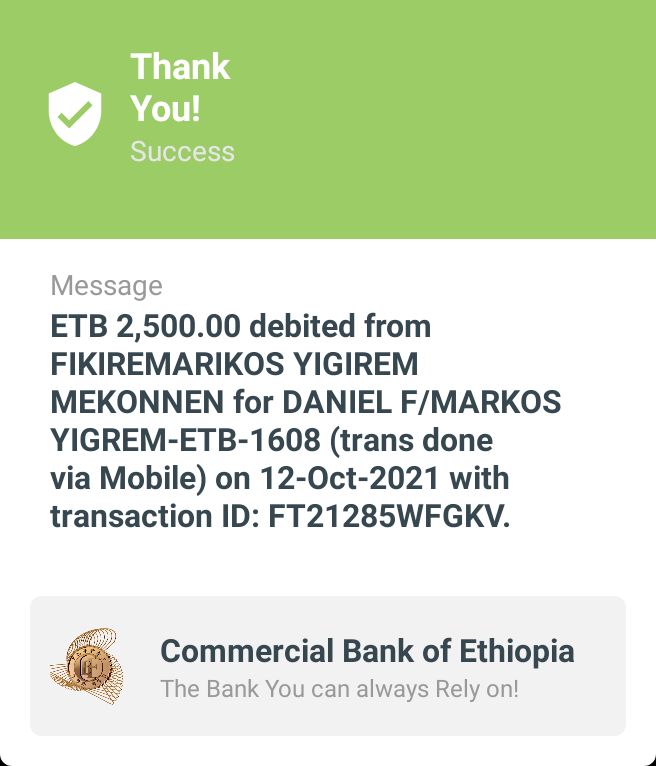 Thank
You!
Success
Message
ETB 2,500.00 debited from
FIKIREMARIKOS YIGIREM
MEKONNEN for DANIEL F/MARKOS
YIGREM-ETB-1608 (trans done
via Mobile) on 12-Oct-2021 with
transaction ID: FT21285WFGKV.
Commercial Bank of Ethiopia
The Bank You can always Rely on!